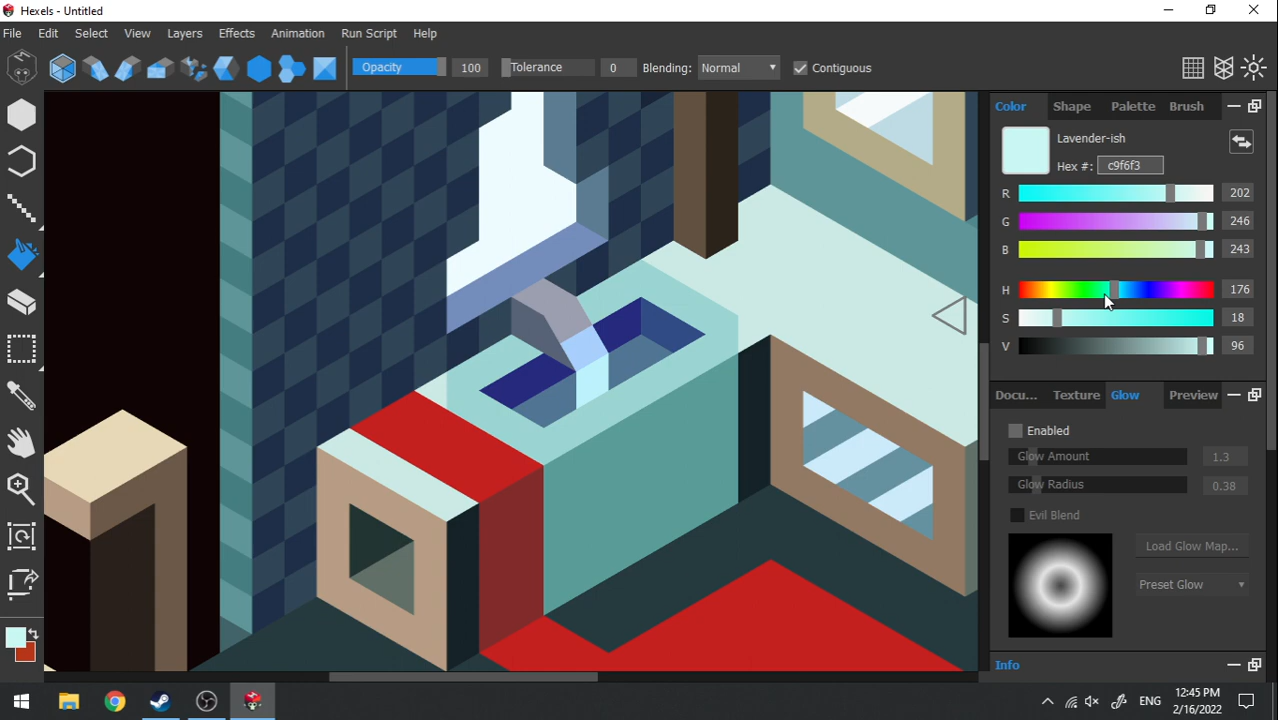 Hexels - Untitled
File Edit Select View Layers Effects Animation Run Script Help
Opacity 100 Tolerance 0 Blending: Normal Contiguous
Color Shape Palette Brush
Lavender-ish
Hex #: c9f6f3
R 202
G 246
B 243
H 176
S 18
V 96
Docu... Texture Glow Preview
Enabled
Glow Amount 1.3
Glow Radius 0.38
Evil Blend
Load Glow Map...
Preset Glow
Info
ENG
12:45 PM
2/16/2022